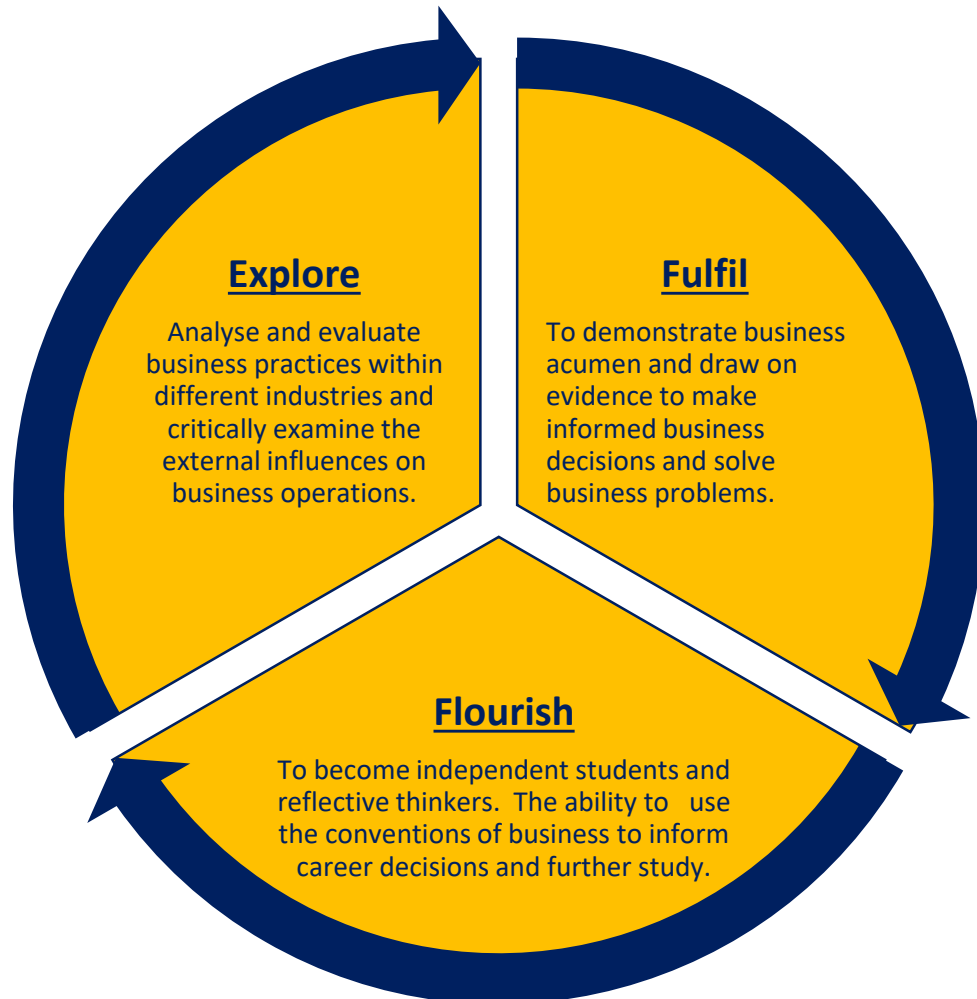 Explore
Analyse and evaluate
business practices within
different industries and
critically examine the
external influences on
business operations.
Fulfil
To demonstrate business
acumen and draw on
evidence to make
informed business
decisions and solve
business problems.
Flourish
To become independent students and
reflective thinkers.  The ability to   use
the conventions of business to inform
career decisions and further study.